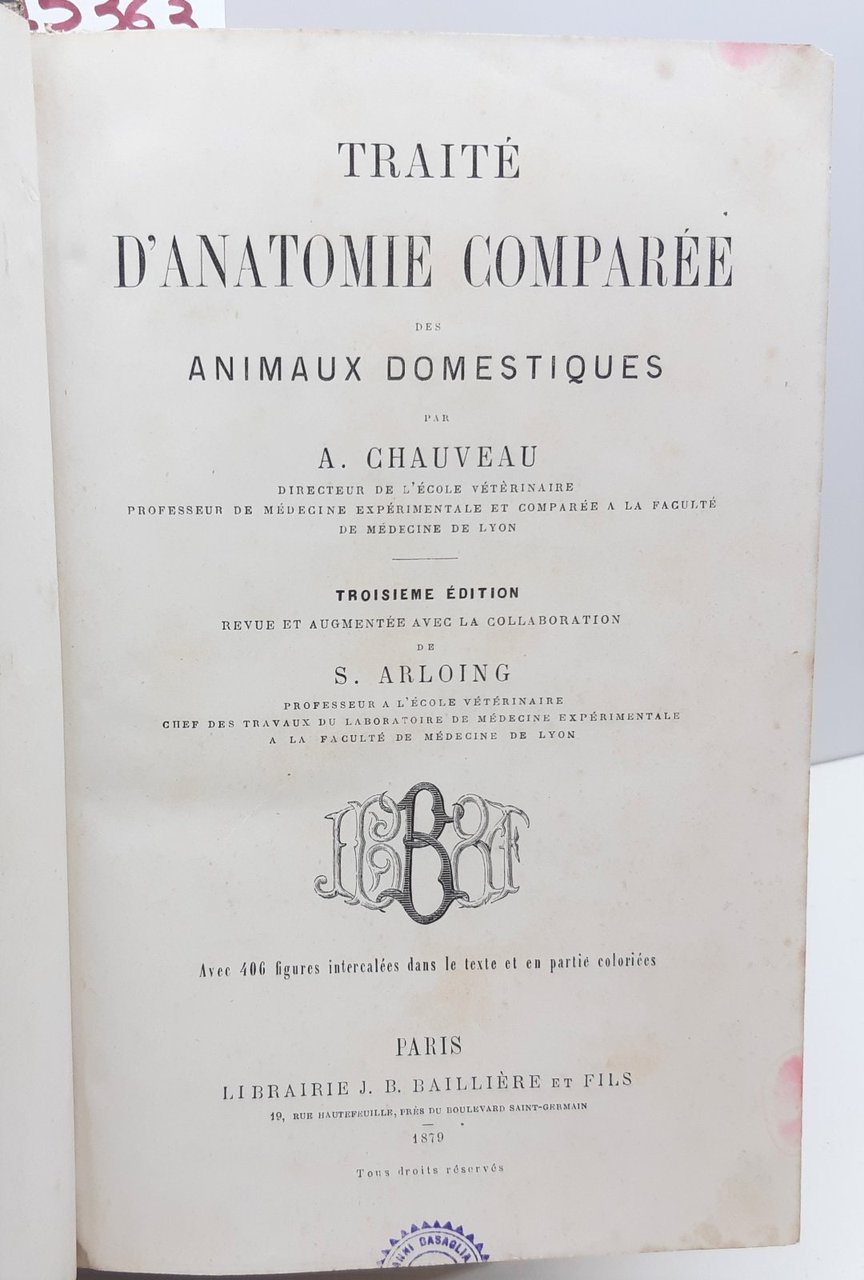 5363
TRAITÉ
D'ANATOMIE COMPARÉE
DES
ANIMAUX DOMESTIQUES
PAR
A. CHAUVEAU
DIRECTEUR DE L'ÉCOLE VÉTÈRINAIRE
PROFESSEUR DE MÉDECINE EXPÉRIMENTALE ET COMPARÉE A LA FACULTÉ
DE MÉDECINE DE LYON
TROISIEME ÉDITION
REVUE ET AUGMENTÉE AVEC LA COLLABORATION
DE
S. ARLOING
PROFESSEUR A L'ÉCOLE VÉTÉRINAIRE
CHEF DES TRAVAUX DU LABORATOIRE DE MÉDECINE EXPÉRIMENTALE
A LA FACULTÉ DE MÉDECINE DE LYON
Avec 406 figures intercalées dans le texte et en partie coloriées
PARIS
LIBRAIRIE J. B. BAILLIÈRE ET FILS
19, RUE HAUTEFEUILLE, PRÉS DU BOULEVARD SAINT-GERMAIN
1879
Tous droits réservés
BASAGLIA